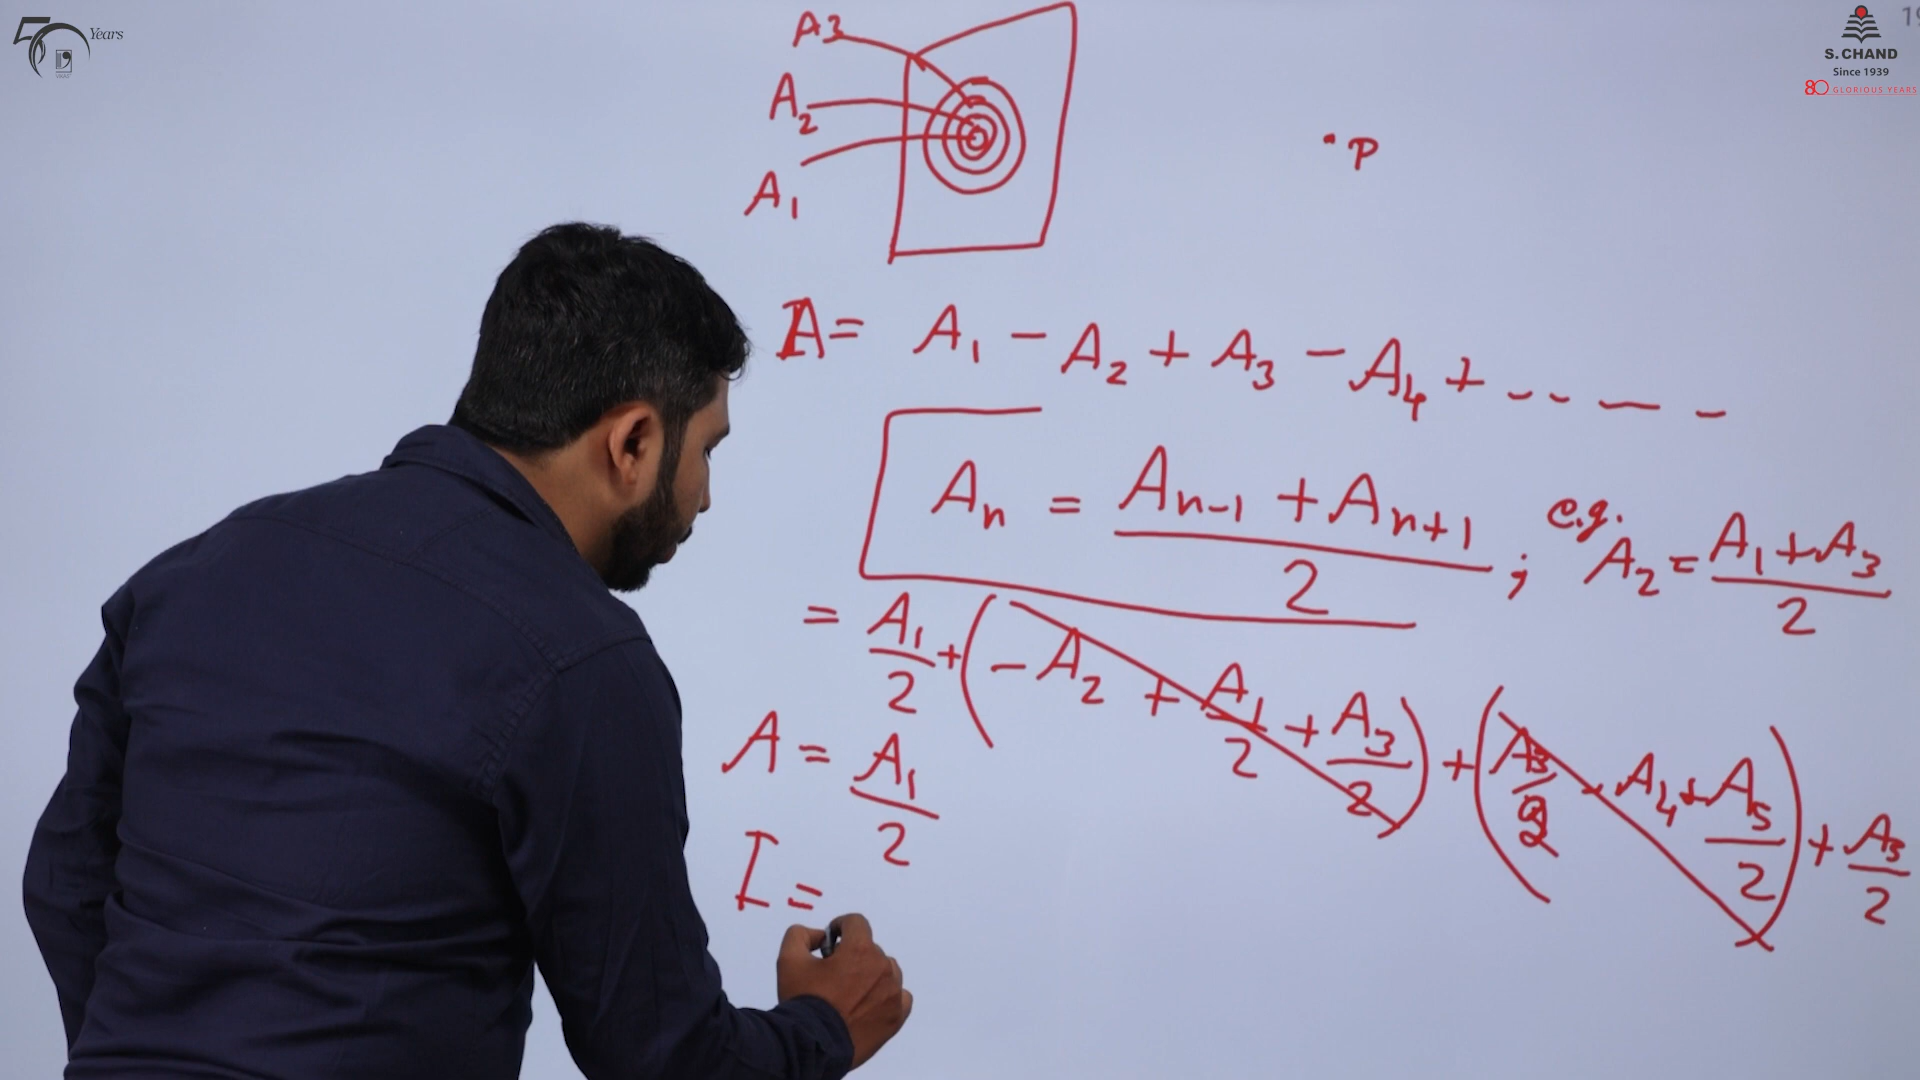 50 Years
S. CHAND
Since 1939
80 GLORIOUS YEARS
19
A3
A₂
A₁
P
A = A₁ - A₂ + A₃ - A₄ + - - - -
Aₙ = (Aₙ₋₁ + Aₙ₊₁) / 2 ; e.g. A₂ = (A₁ + A₃) / 2
= A₁/2 + (- A₂ + A₁/2 + A₃/2) + (A₃/2 - A₄ + A₅/2) + A₅/2
A = A₁/2
I =